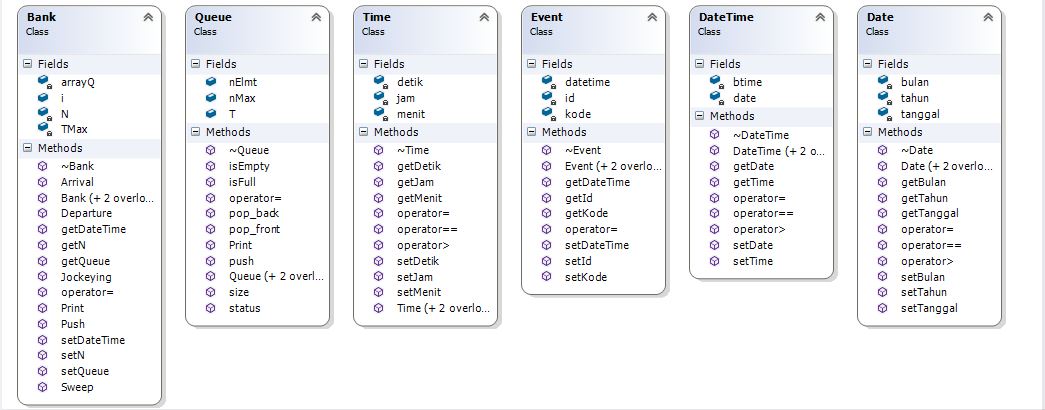 Bank
Class
Fields
arrayQ
i
N
TMax
Methods
~Bank
Arrival
Bank (+ 2 overlo...
Departure
getDateTime
getN
getQueue
Jockeying
operator=
Print
Push
setDateTime
setN
setQueue
Sweep
Queue
Class
Fields
nElmt
nMax
T
Methods
~Queue
isEmpty
isFull
operator=
pop_back
pop_front
Print
push
Queue (+ 2 overl...
size
status
Time
Class
Fields
detik
jam
menit
Methods
~Time
getDetik
getJam
getMenit
operator=
operator==
operator>
setDetik
setJam
setMenit
Time (+ 2 overlo...
Event
Class
Fields
datetime
id
kode
Methods
~Event
Event (+ 2 overlo...
getDateTime
getId
getKode
operator=
setDateTime
setId
setKode
DateTime
Class
Fields
btime
date
Methods
~DateTime
DateTime (+ 2 o...
getDate
getTime
operator=
operator==
operator>
setDate
setTime
Date
Class
Fields
bulan
tahun
tanggal
Methods
~Date
Date (+ 2 overlo...
getBulan
getTahun
getTanggal
operator=
operator==
operator>
setBulan
setTahun
setTanggal